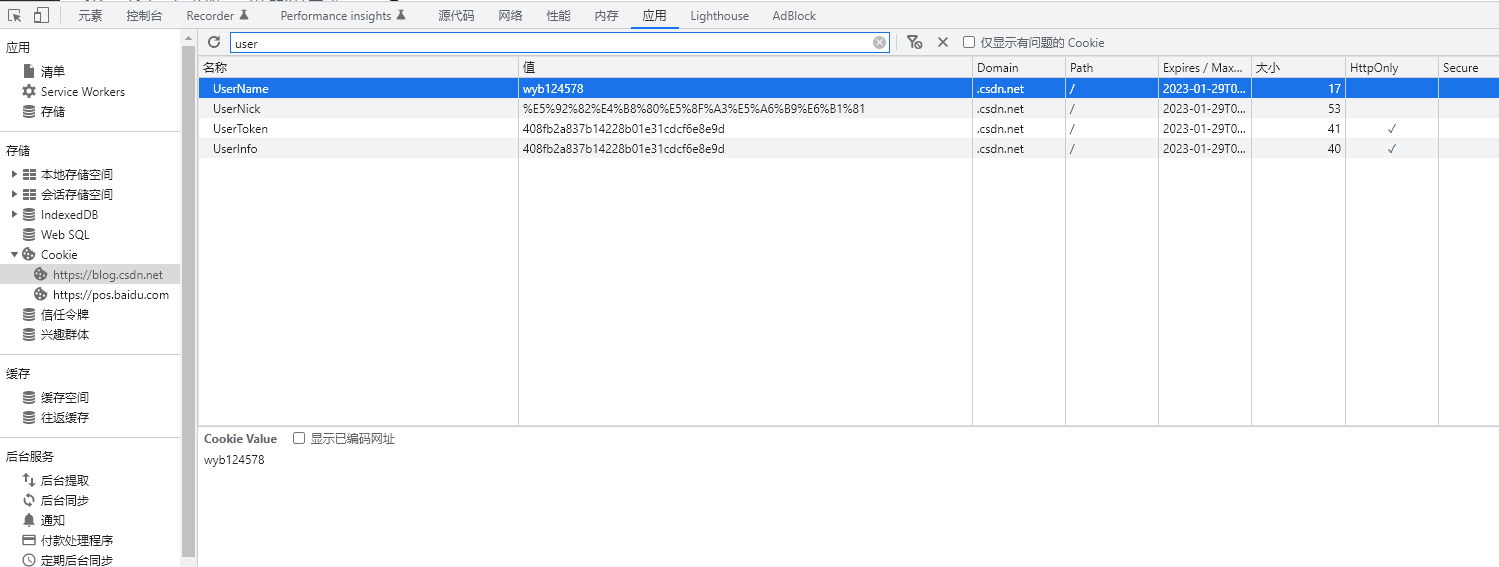 元素 控制台 Recorder Performance insights 源代码 网络 性能 内存 应用 Lighthouse AdBlock
应用
清单
Service Workers
存储
存储
本地存储空间
会话存储空间
IndexedDB
Web SQL
Cookie
https://blog.csdn.net
https://pos.baidu.com
信任令牌
兴趣群体
缓存
缓存空间
往返缓存
后台服务
后台提取
后台同步
通知
付款处理程序
定期后台同步
user 仅显示有问题的 Cookie
名称 值 Domain Path Expires / Max... 大小 HttpOnly Secure
UserName wyb124578 .csdn.net / 2023-01-29T0... 17
UserNick %E5%92%82%E4%B8%80%E5%8F%A3%E5%A6%B9%E6%B1%81 .csdn.net / 2023-01-29T0... 53
UserToken 408fb2a837b14228b01e31cdcf6e8e9d .csdn.net / 2023-01-29T0... 41 ✓
UserInfo 408fb2a837b14228b01e31cdcf6e8e9d .csdn.net / 2023-01-29T0... 40 ✓
Cookie Value 显示已编码网址
wyb124578